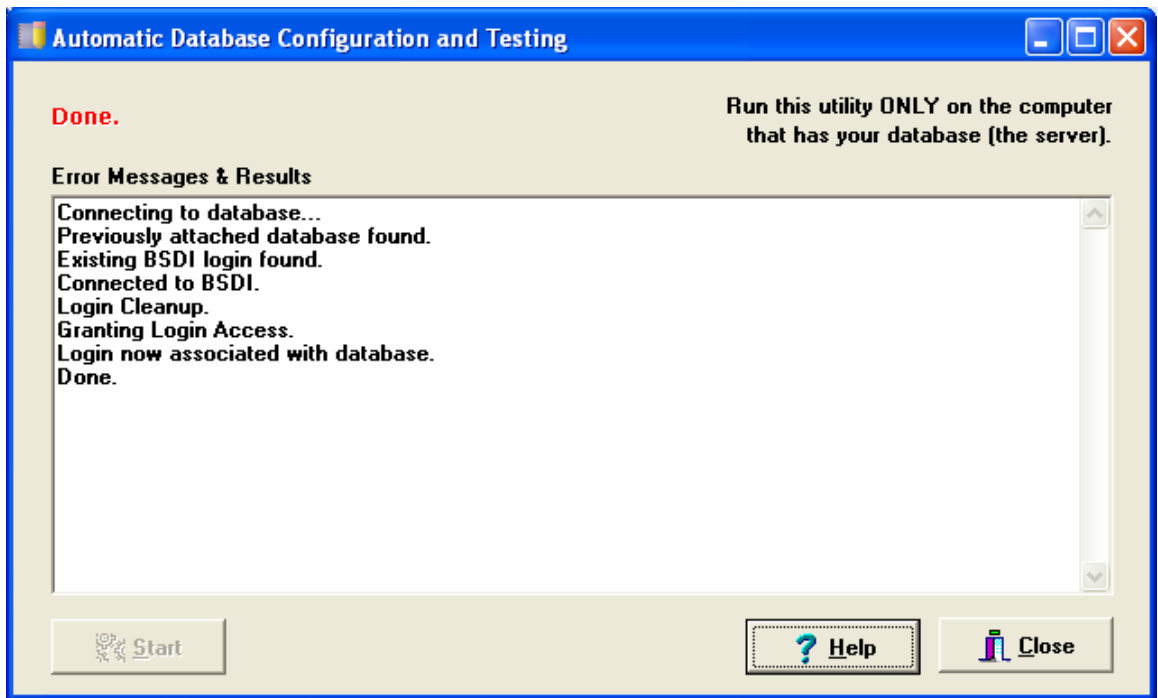 Automatic Database Configuration and Testing
Done.
Run this utility ONLY on the computer
that has your database (the server).
Error Messages & Results
Connecting to database...
Previously attached database found.
Existing BSDI login found.
Connected to BSDI.
Login Cleanup.
Granting Login Access.
Login now associated with database.
Done.
Start
Help
Close